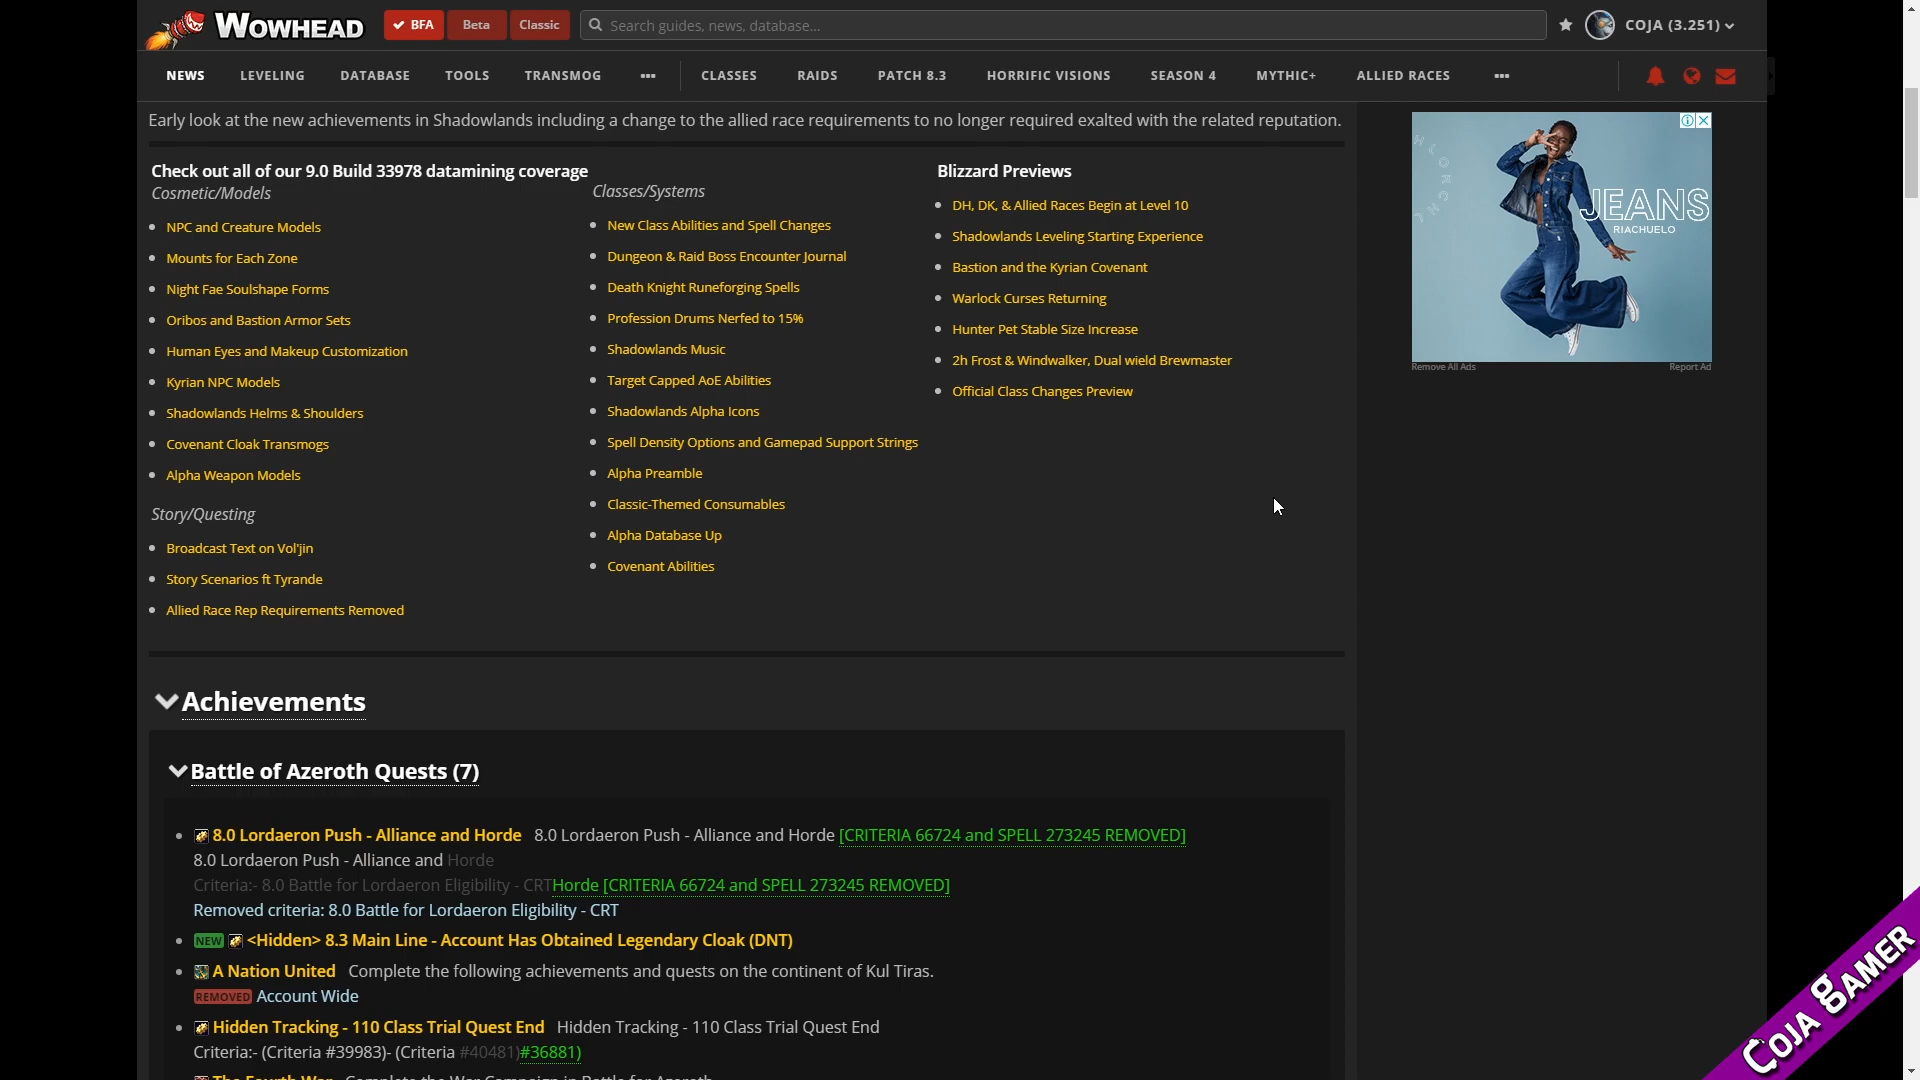 WOWHEAD
BFA
Beta
Classic
Search guides, news, database...
COJA (3.251)
NEWS
LEVELING
DATABASE
TOOLS
TRANSMOG
CLASSES
RAIDS
PATCH 8.3
HORRIFIC VISIONS
SEASON 4
MYTHIC+
ALLIED RACES
Early look at the new achievements in Shadowlands including a change to the allied race requirements to no longer required exalted with the related reputation.
Check out all of our 9.0 Build 33978 datamining coverage
Cosmetic/Models
NPC and Creature Models
Mounts for Each Zone
Night Fae Soulshape Forms
Oribos and Bastion Armor Sets
Human Eyes and Makeup Customization
Kyrian NPC Models
Shadowlands Helms & Shoulders
Covenant Cloak Transmogs
Alpha Weapon Models
Story/Questing
Broadcast Text on Vol'jin
Story Scenarios ft Tyrande
Allied Race Rep Requirements Removed
Classes/Systems
New Class Abilities and Spell Changes
Dungeon & Raid Boss Encounter Journal
Death Knight Runeforging Spells
Profession Drums Nerfed to 15%
Shadowlands Music
Target Capped AoE Abilities
Shadowlands Alpha Icons
Spell Density Options and Gamepad Support Strings
Alpha Preamble
Classic-Themed Consumables
Alpha Database Up
Covenant Abilities
Blizzard Previews
DH, DK, & Allied Races Begin at Level 10
Shadowlands Leveling Starting Experience
Bastion and the Kyrian Covenant
Warlock Curses Returning
Hunter Pet Stable Size Increase
2h Frost & Windwalker, Dual wield Brewmaster
Official Class Changes Preview
JEANS
RIACHUELO
Remove All Ads
Report Ad
Achievements
Battle of Azeroth Quests (7)
8.0 Lordaeron Push - Alliance and Horde 8.0 Lordaeron Push - Alliance and Horde [CRITERIA 66724 and SPELL 273245 REMOVED]
8.0 Lordaeron Push - Alliance and Horde
Criteria:- 8.0 Battle for Lordaeron Eligibility - CRTHorde [CRITERIA 66724 and SPELL 273245 REMOVED]
Removed criteria: 8.0 Battle for Lordaeron Eligibility - CRT
NEW <Hidden> 8.3 Main Line - Account Has Obtained Legendary Cloak (DNT)
A Nation United Complete the following achievements and quests on the continent of Kul Tiras.
REMOVED Account Wide
Hidden Tracking - 110 Class Trial Quest End Hidden Tracking - 110 Class Trial Quest End
Criteria:- (Criteria #39983)- (Criteria #40481)#36881)
The Fourth War Complete the War Campaign in Battle for Azeroth
COJA GAMER